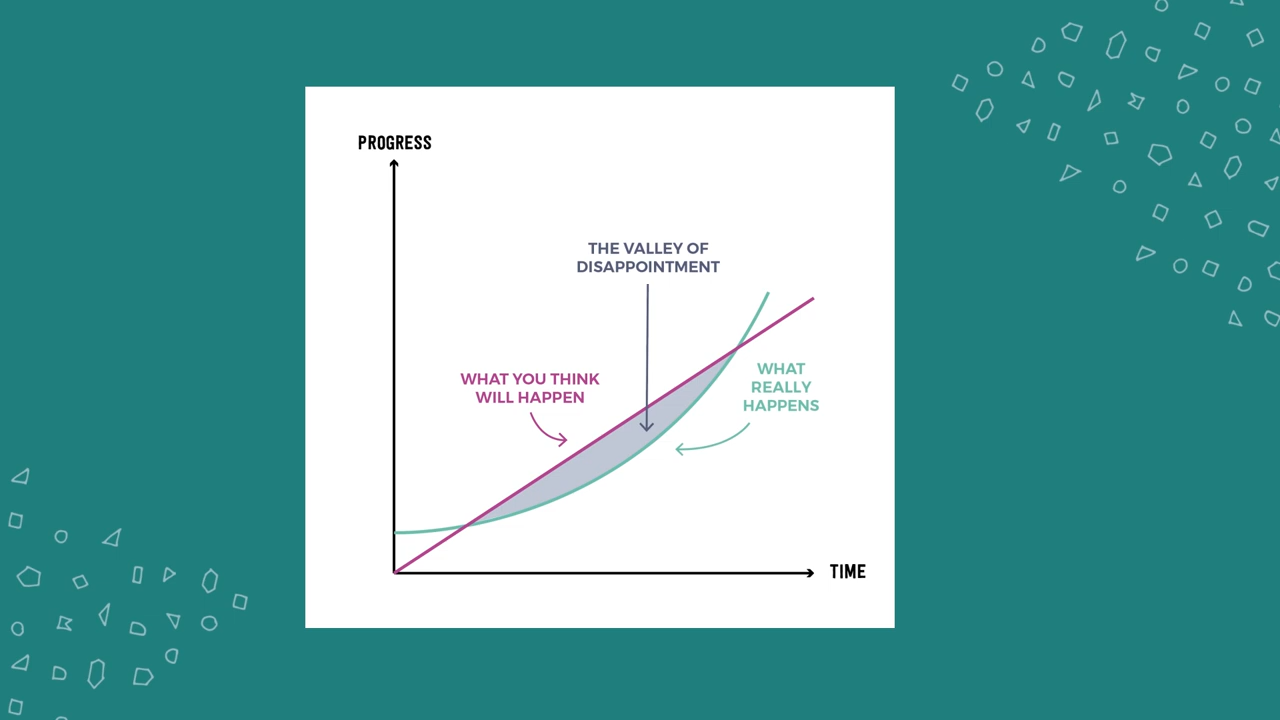 PROGRESS
THE VALLEY OF
DISAPPOINTMENT
WHAT YOU THINK
WILL HAPPEN
WHAT
REALLY
HAPPENS
TIME